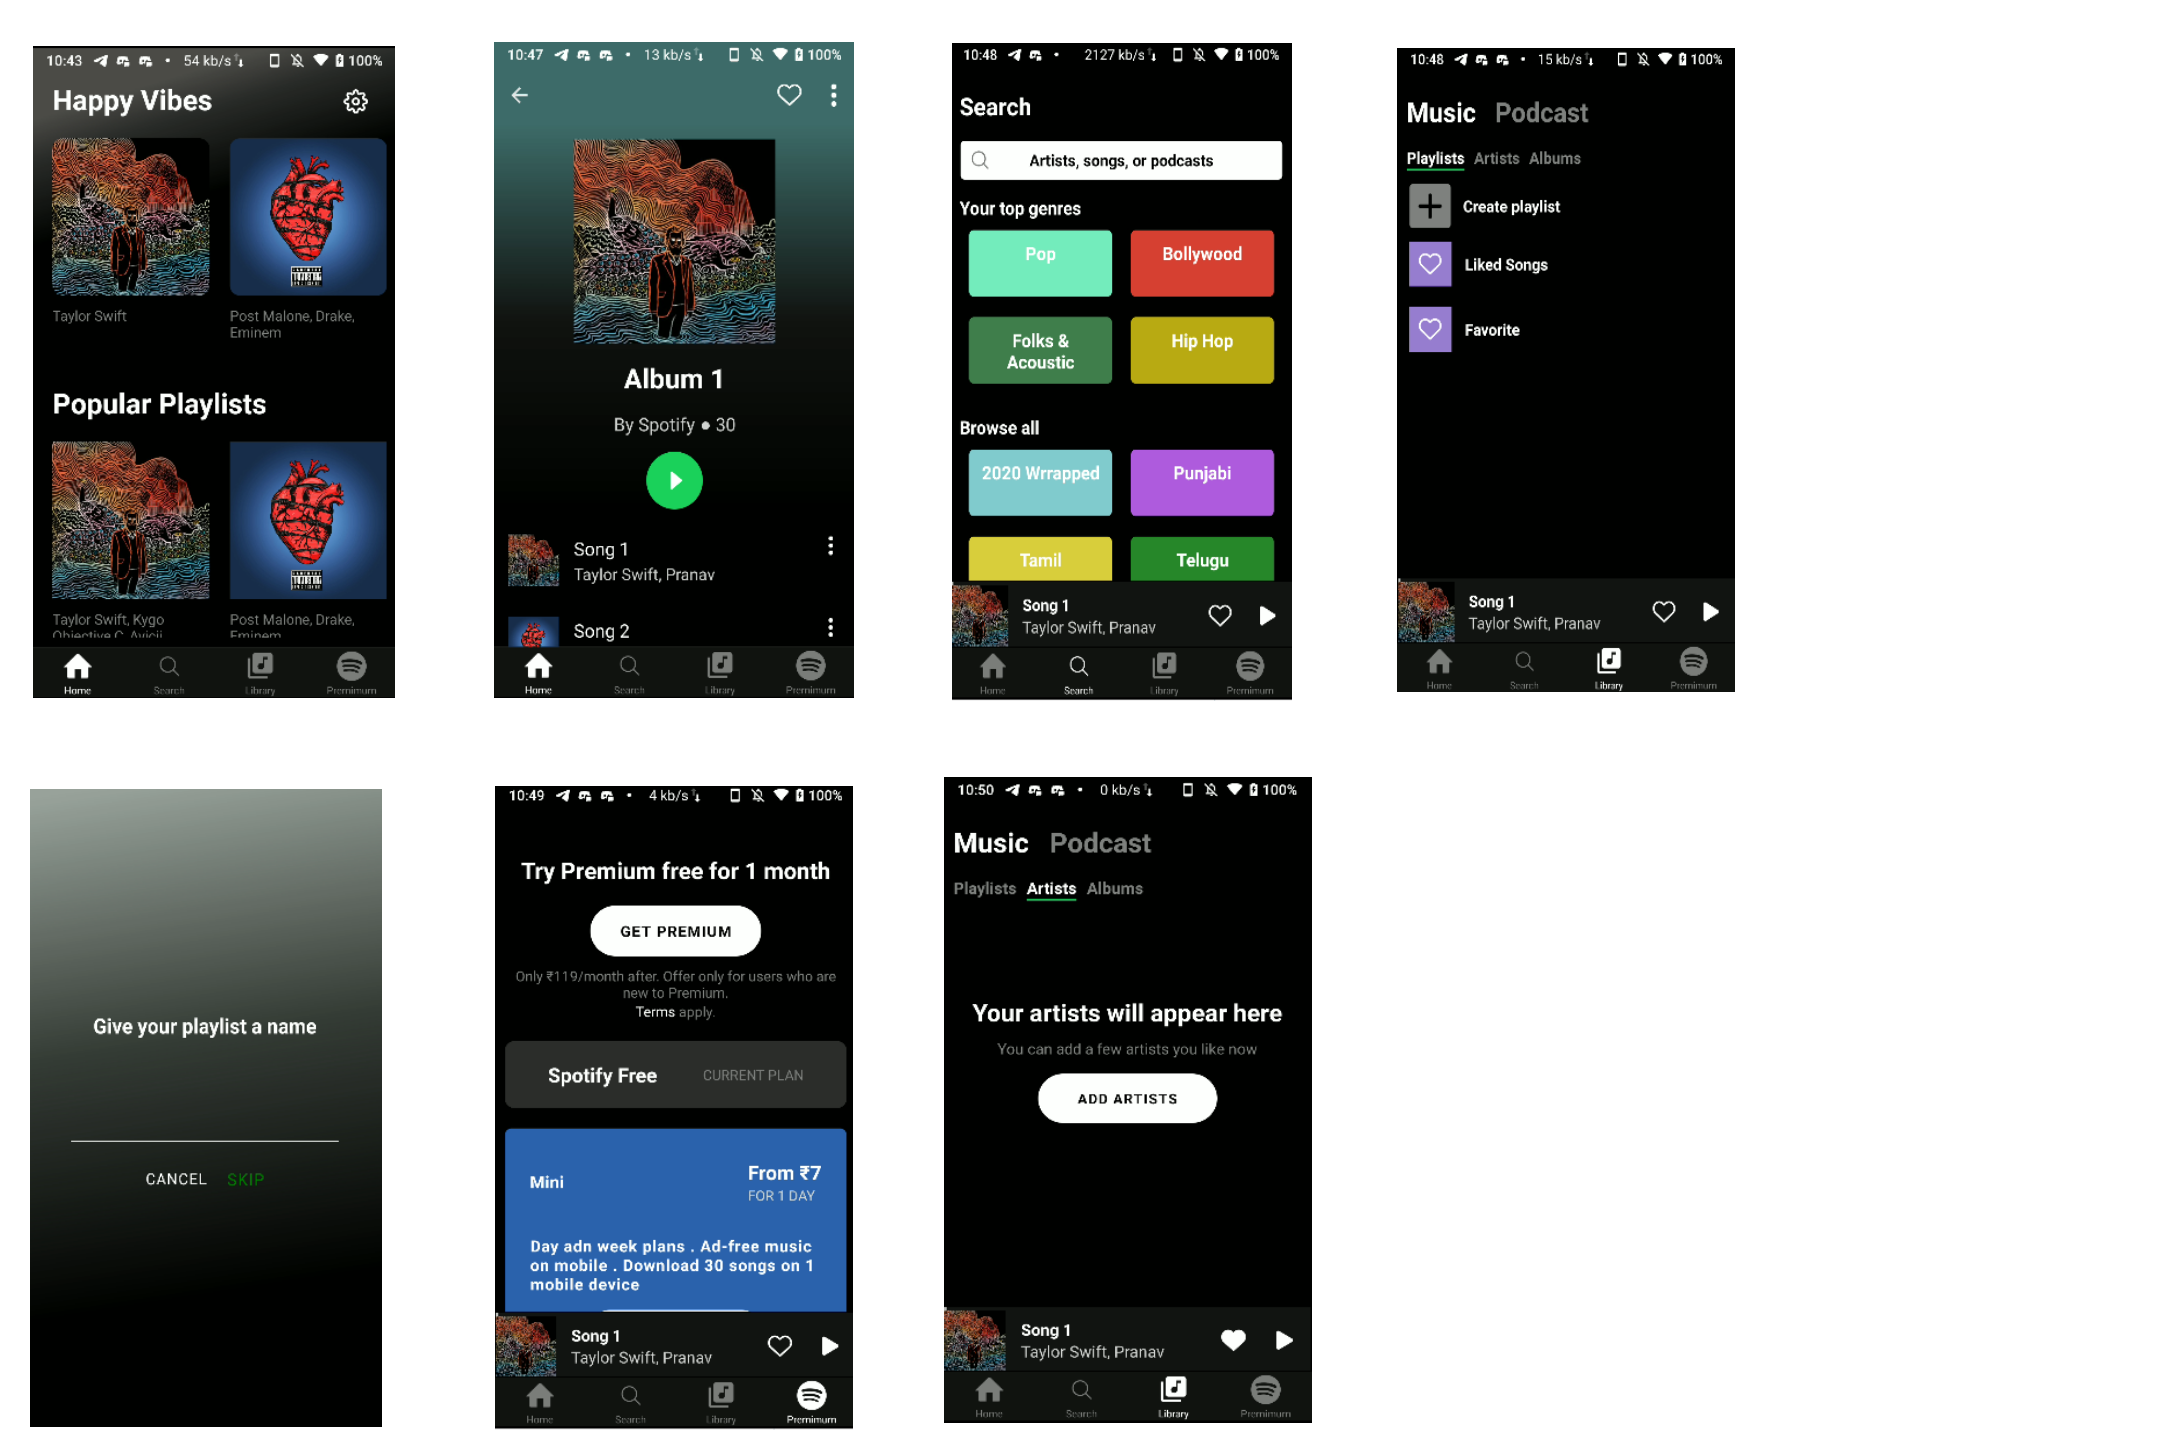 10:43 • 54 kb/s 100%
Happy Vibes
Taylor Swift
Post Malone, Drake,
Eminem
Popular Playlists
Taylor Swift, Kygo
Objective C, Avicii
Post Malone, Drake,
Eminem
Home Search Library Premimum
10:47 • 13 kb/s 100%
Album 1
By Spotify ● 30
Song 1
Taylor Swift, Pranav
Song 2
Home Search Library Premimum
10:48 • 2127 kb/s 100%
Search
Artists, songs, or podcasts
Your top genres
Pop Bollywood
Folks &
Acoustic
Hip Hop
Browse all
2020 Wrrapped Punjabi
Tamil Telugu
Song 1
Taylor Swift, Pranav
Home Search Library Premimum
10:48 • 15 kb/s 100%
Music Podcast
Playlists Artists Albums
Create playlist
Liked Songs
Favorite
Song 1
Taylor Swift, Pranav
Home Search Library Premimum
Give your playlist a name
CANCEL SKIP
10:49 • 4 kb/s 100%
Try Premium free for 1 month
GET PREMIUM
Only ₹119/month after. Offer only for users who are
new to Premium.
Terms apply.
Spotify Free CURRENT PLAN
Mini From ₹7
FOR 1 DAY
Day adn week plans . Ad-free music
on mobile . Download 30 songs on 1
mobile device
Song 1
Taylor Swift, Pranav
Home Search Library Premimum
10:50 • 0 kb/s 100%
Music Podcast
Playlists Artists Albums
Your artists will appear here
You can add a few artists you like now
ADD ARTISTS
Song 1
Taylor Swift, Pranav
Home Search Library Premimum